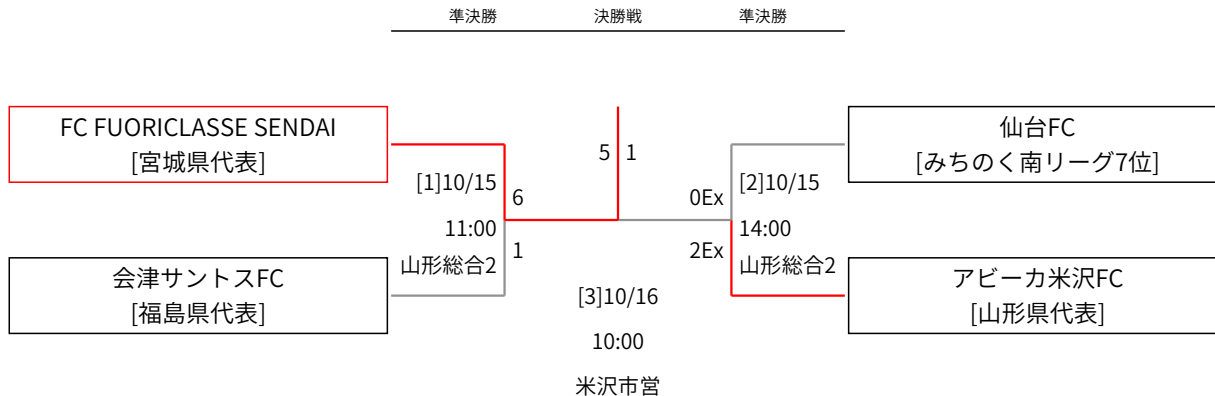 準決勝
決勝戦
準決勝
FC FUORICLASSE SENDAI
[宮城県代表]
会津サントスFC
[福島県代表]
[1]10/15
11:00
山形総合2
6
1
5
1
[3]10/16
10:00
米沢市営
0Ex
2Ex
[2]10/15
14:00
山形総合2
仙台FC
[みちのく南リーグ7位]
アビーカ米沢FC
[山形県代表]